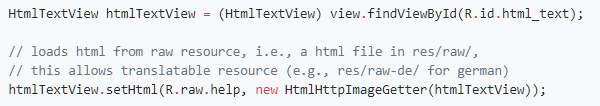 HtmlTextView htmlTextView = (HtmlTextView) view.findViewById(R.id.html_text);
// loads html from raw resource, i.e., a html file in res/raw/,
// this allows translatable resource (e.g., res/raw-de/ for german)
htmlTextView.setHtml(R.raw.help, new HtmlHttpImageGetter(htmlTextView));